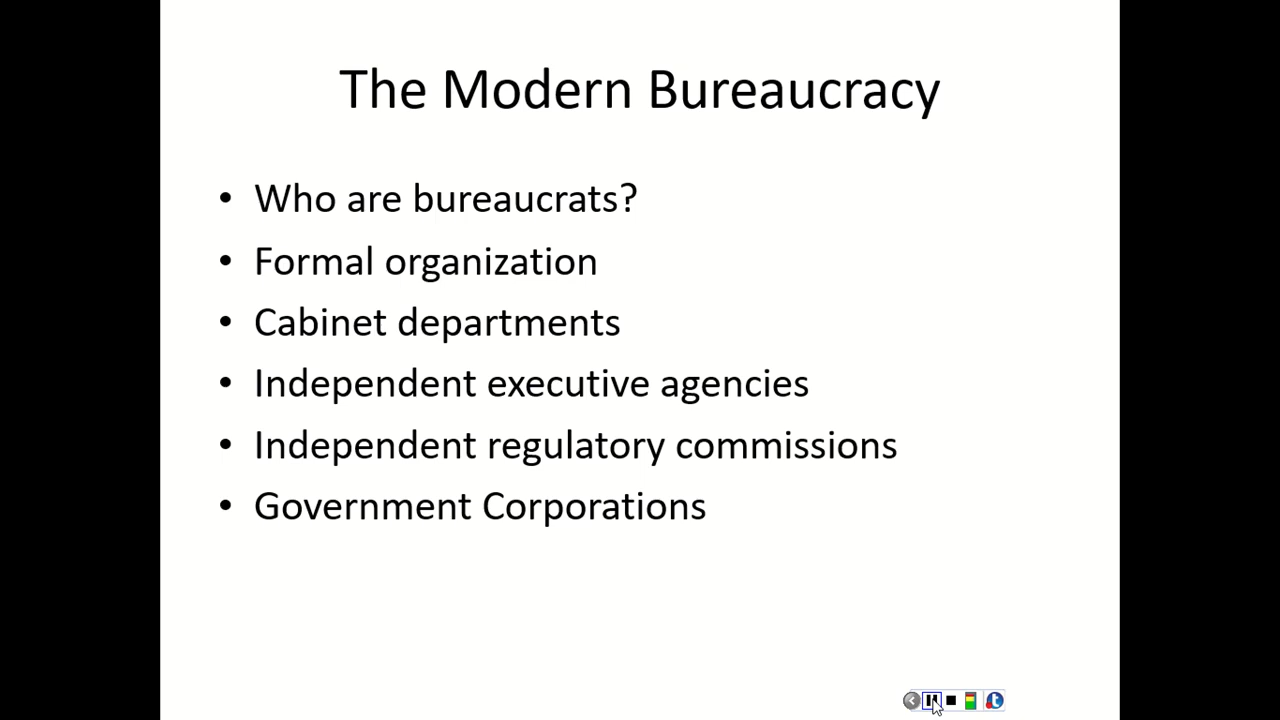 The Modern Bureaucracy
• Who are bureaucrats?
• Formal organization
• Cabinet departments
• Independent executive agencies
• Independent regulatory commissions
• Government Corporations